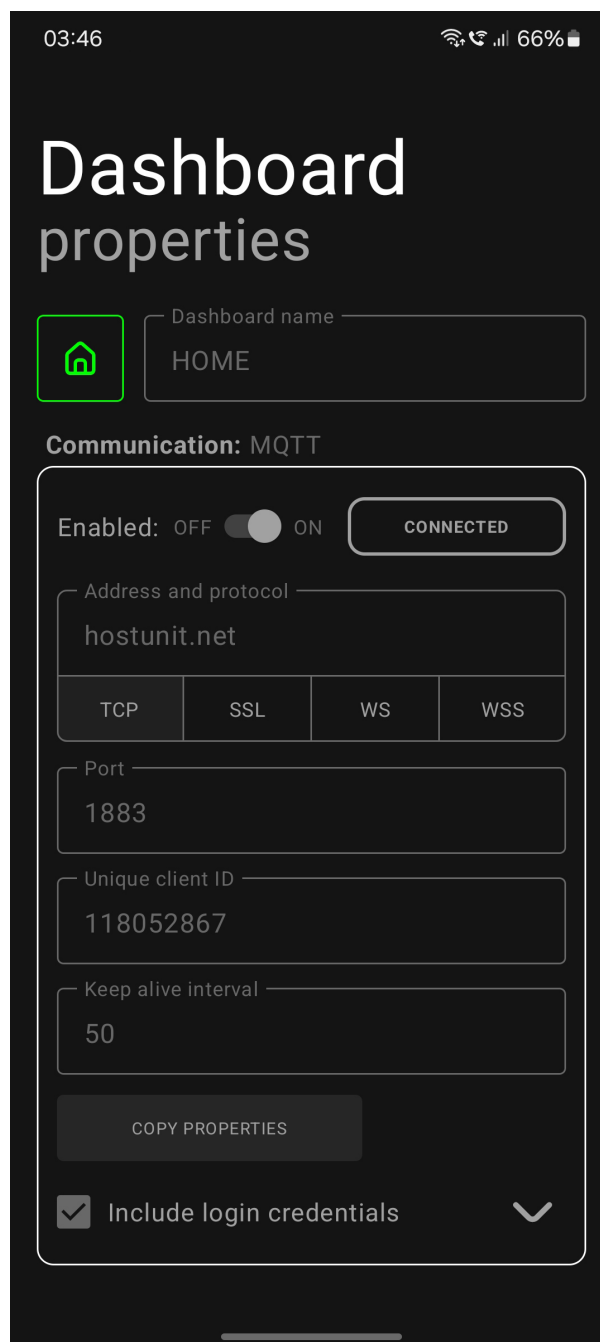 03:46 66%
Dashboard
properties
Dashboard name
HOME
Communication: MQTT
Enabled: OFF ON CONNECTED
Address and protocol
hostunit.net
TCP SSL WS WSS
Port
1883
Unique client ID
118052867
Keep alive interval
50
COPY PROPERTIES
Include login credentials